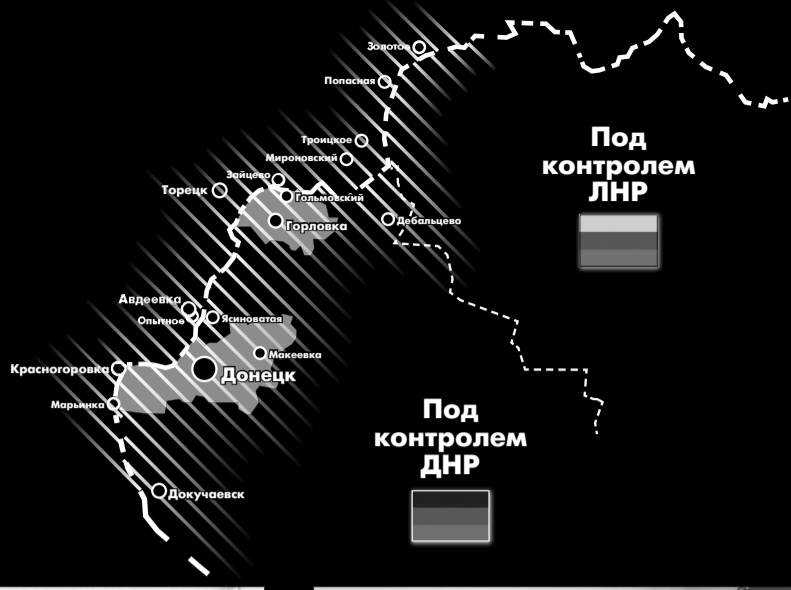 Золотое
Попасная
Троицкое
Мироновский
Зайцево
Торецк
Гольмовский
Горловка
Дебальцево
Под
контролем
ЛНР
Авдеевка
Опытное
Ясиноватая
Макеевка
Красногоровка
Донецк
Марьинка
Под
контролем
ДНР
Докучаевск